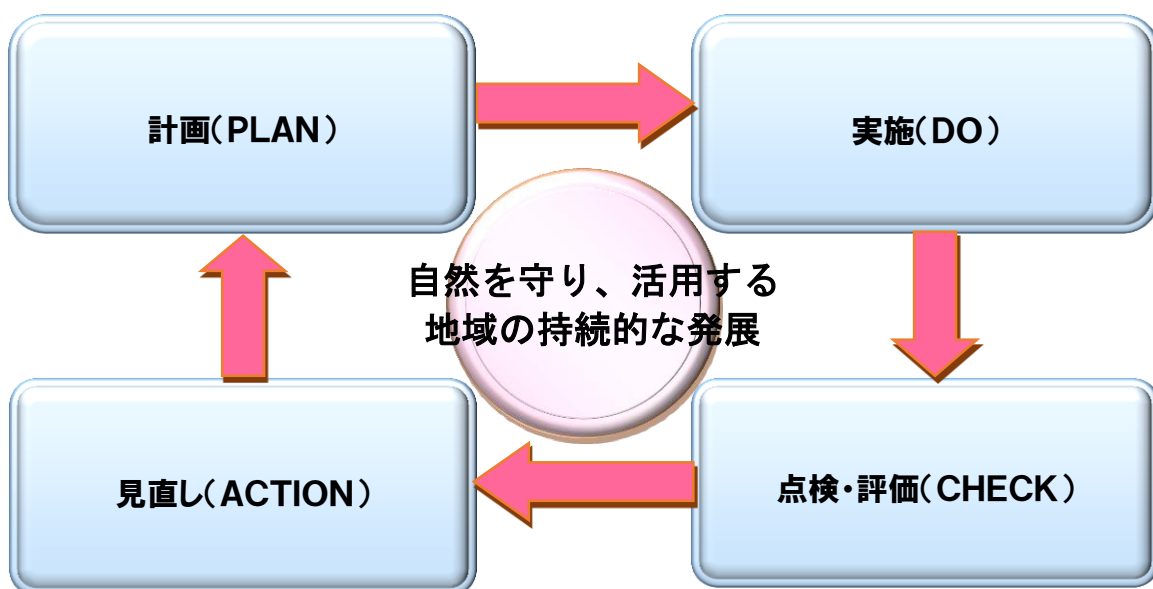 計画(PLAN)
実施(DO)
自然を守り、活用する
地域の持続的な発展
見直し(ACTION)
点検・評価(CHECK)